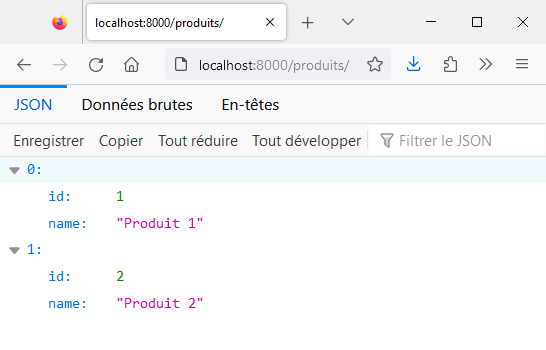 localhost:8000/produits/
localhost:8000/produits/
JSON Données brutes En-têtes
Enregistrer Copier Tout réduire Tout développer Filtrer le JSON
0:
id: 1
name: "Produit 1"
1:
id: 2
name: "Produit 2"